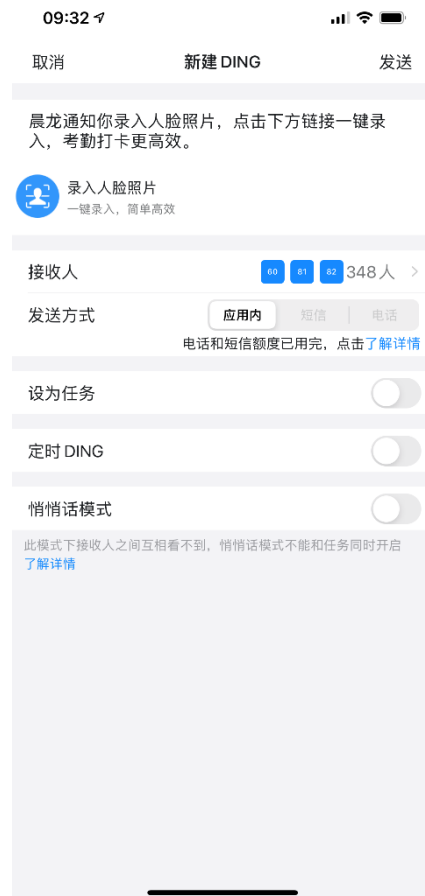 09:32
取消 新建 DING 发送
晨龙通知你录入人脸照片，点击下方链接一键录
入，考勤打卡更高效。
录入人脸照片
一键录入，简单高效
接收人 60 81 82 348人
发送方式 应用内 短信 电话
电话和短信额度已用完，点击了解详情
设为任务
定时 DING
悄悄话模式
此模式下接收人之间互相看不到，悄悄话模式不能和任务同时开启
了解详情